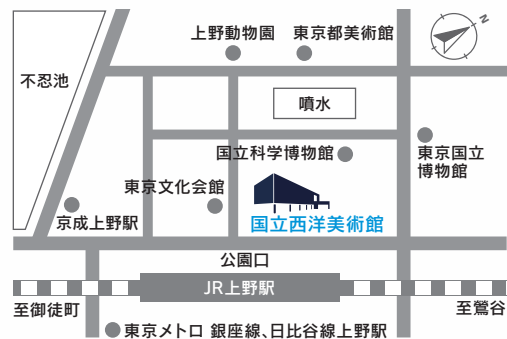 上野動物園
東京都美術館
N
不忍池
噴水
国立科学博物館
東京国立
博物館
東京文化会館
京成上野駅
国立西洋美術館
公園口
JR上野駅
至御徒町
至鶯谷
東京メトロ 銀座線、日比谷線上野駅